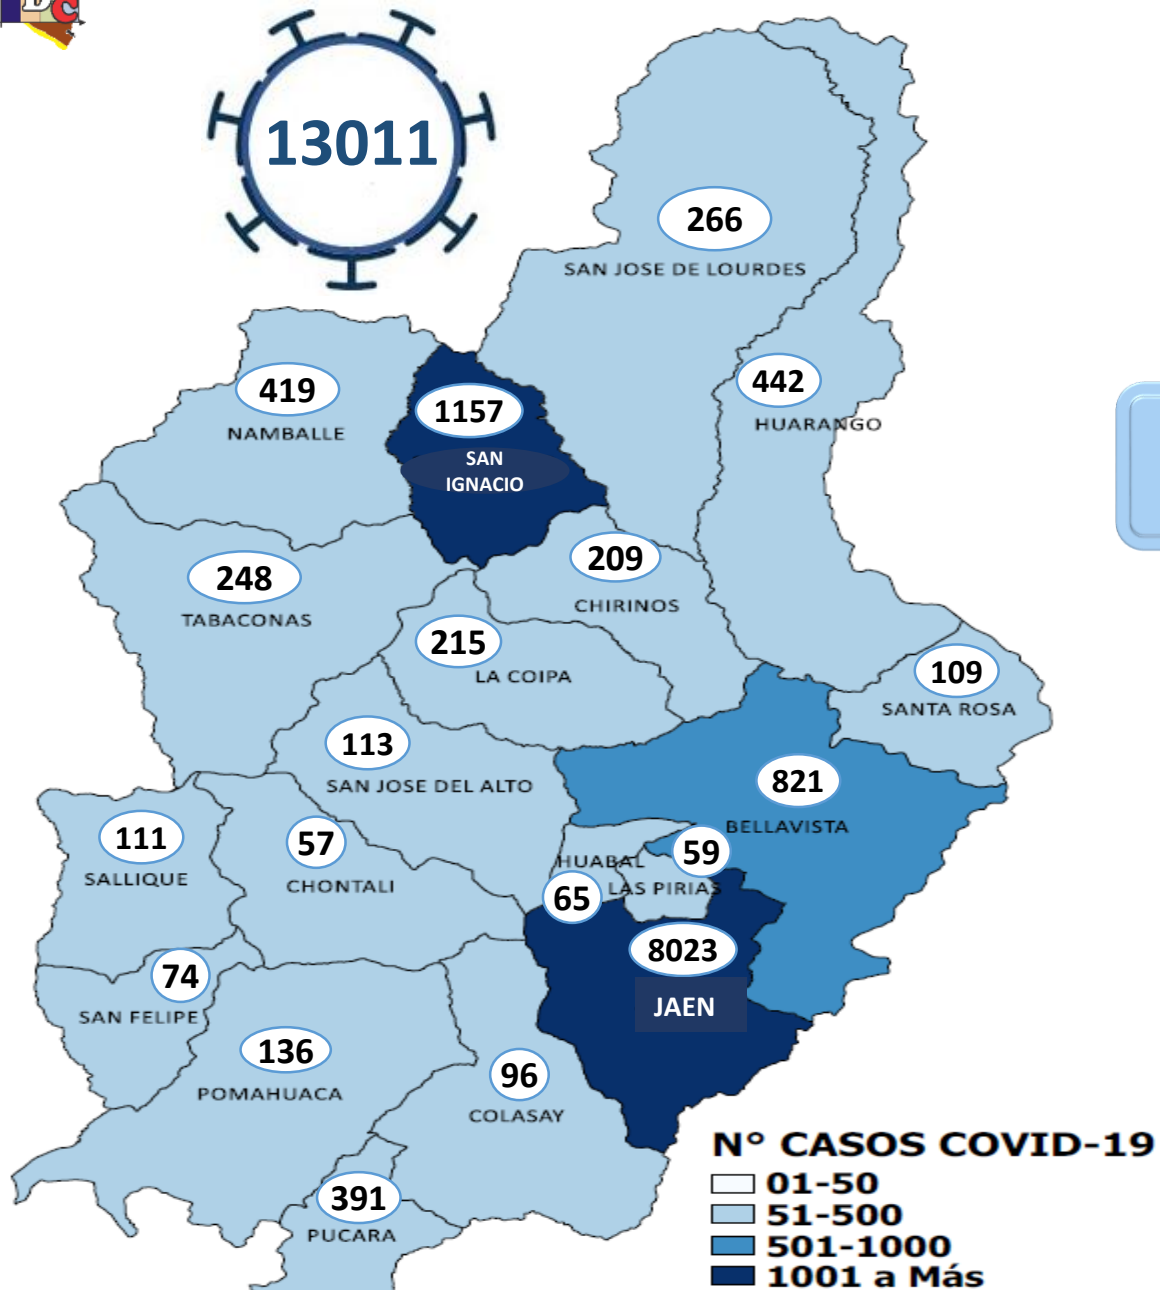 DC
13011
266
SAN JOSE DE LOURDES
419
NAMBALLE
1157
SAN
IGNACIO
442
HUARANGO
248
TABACONAS
209
CHIRINOS
215
LA COIPA
109
SANTA ROSA
113
SAN JOSE DEL ALTO
821
BELLAVISTA
111
SALLIQUE
57
CHONTALI
HUABAL
65
59
LAS PIRIAS
8023
JAEN
74
SAN FELIPE
136
POMAHUACA
96
COLASAY
391
PUCARA
N° CASOS COVID-19
01-50
51-500
501-1000
1001 a Más